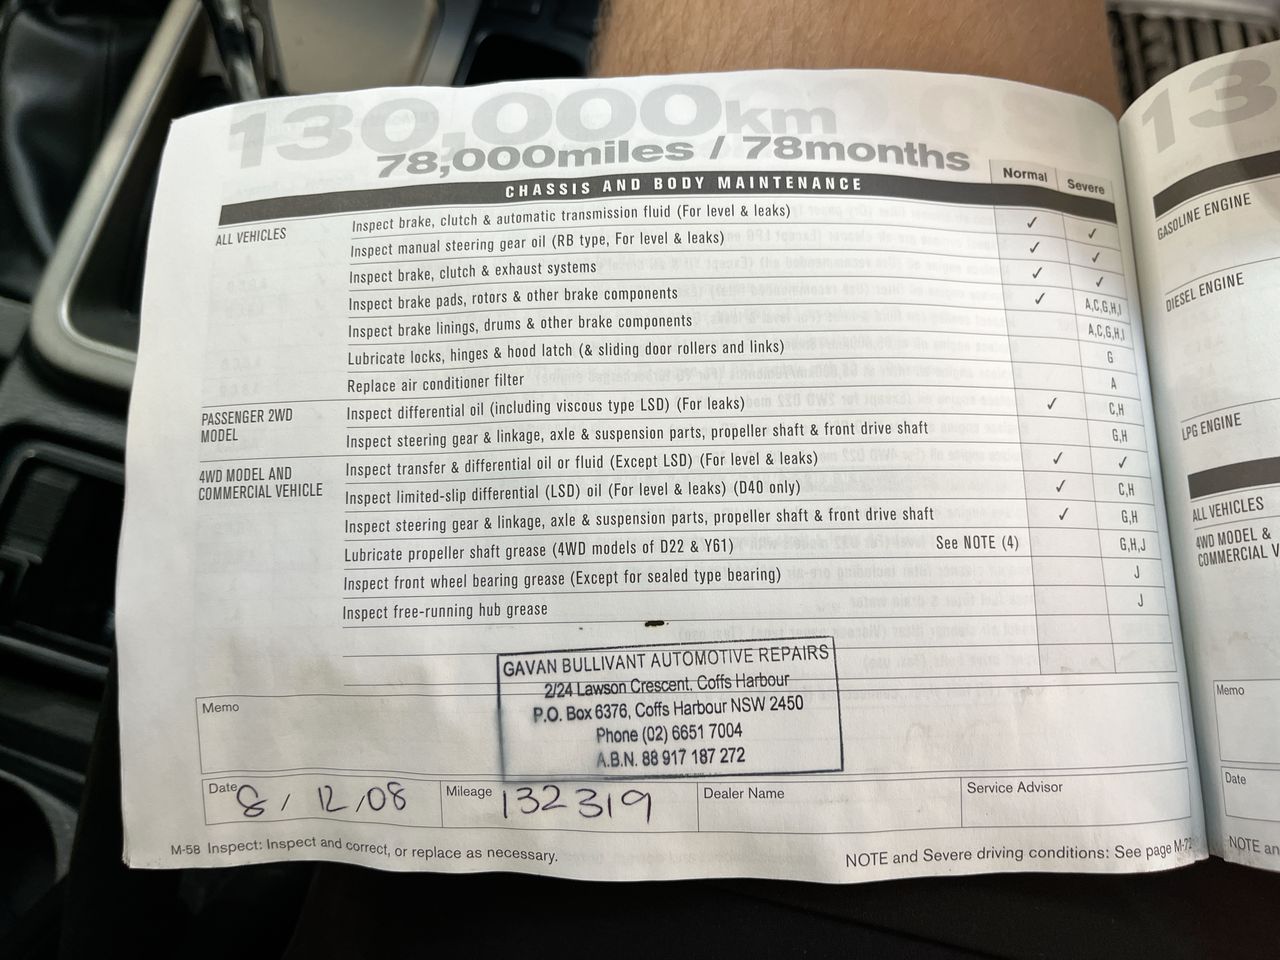 130,000km
78,000miles / 78months
CHASSIS AND BODY MAINTENANCE Normal Severe
ALL VEHICLES Inspect brake, clutch & automatic transmission fluid (For level & leaks) ✓ ✓
Inspect manual steering gear oil (RB type, For level & leaks) ✓ ✓
Inspect brake, clutch & exhaust systems ✓ ✓
Inspect brake pads, rotors & other brake components ✓ A,C,G,H,I
Inspect brake linings, drums & other brake components A,C,G,H,I
Lubricate locks, hinges & hood latch (& sliding door rollers and links) G
Replace air conditioner filter A
PASSENGER 2WD MODEL Inspect differential oil (including viscous type LSD) (For leaks) ✓ C,H
Inspect steering gear & linkage, axle & suspension parts, propeller shaft & front drive shaft G,H
4WD MODEL AND COMMERCIAL VEHICLE Inspect transfer & differential oil or fluid (Except LSD) (For level & leaks) ✓ ✓
Inspect limited-slip differential (LSD) oil (For level & leaks) (D40 only) ✓ C,H
Inspect steering gear & linkage, axle & suspension parts, propeller shaft & front drive shaft ✓ G,H
Lubricate propeller shaft grease (4WD models of D22 & Y61) See NOTE (4) G,H,J
Inspect front wheel bearing grease (Except for sealed type bearing) J
Inspect free-running hub grease J
GAVAN BULLIVANT AUTOMOTIVE REPAIRS
2/24 Lawson Crescent, Coffs Harbour
P.O. Box 6376, Coffs Harbour NSW 2450
Phone (02) 6651 7004
A.B.N. 88 917 187 272
Memo
Date 8/12/08 Mileage 132319 Dealer Name Service Advisor
M-58 Inspect: Inspect and correct, or replace as necessary. NOTE and Severe driving conditions: See page
13
GASOLINE ENGINE
DIESEL ENGINE
LPG ENGINE
ALL VEHICLES
4WD MODEL &
COMMERCIAL
Memo
Date
NOTE